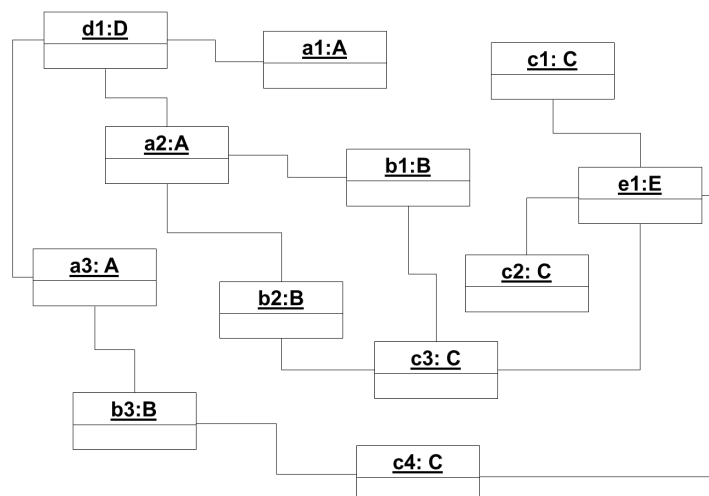 d1:D
a1:A
c1: C
a2:A
b1:B
e1:E
a3: A
c2: C
b2:B
c3: C
b3:B
c4: C